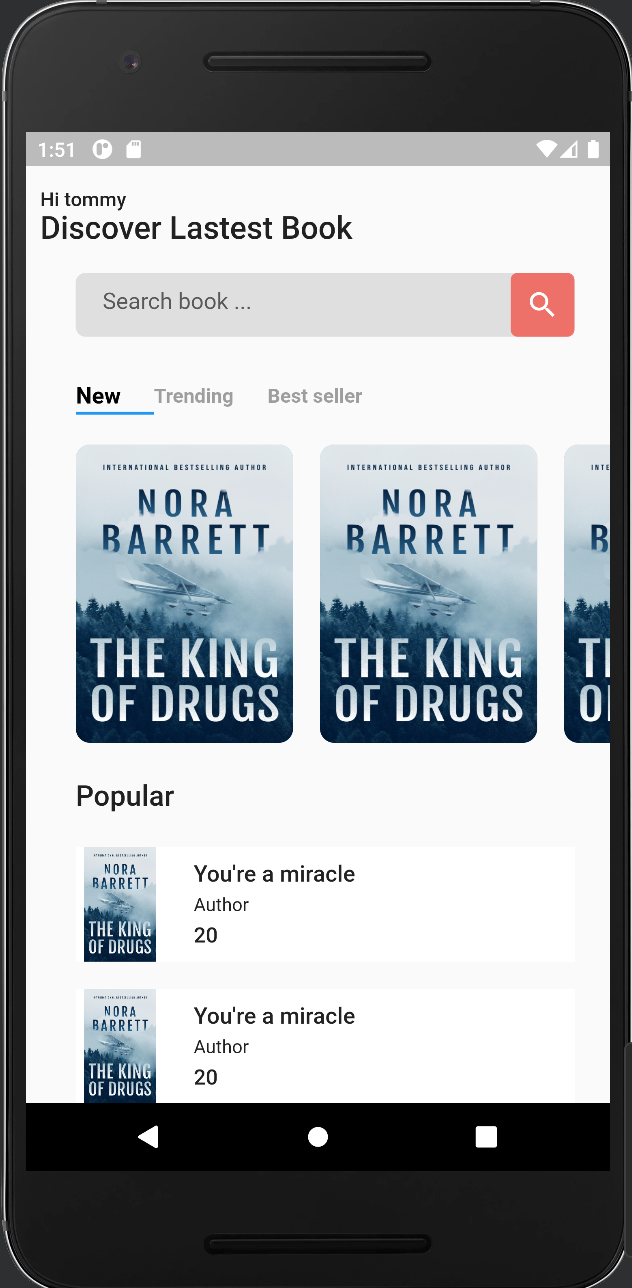 1:51
Hi tommy
Discover Lastest Book
Search book ...
New Trending Best seller
INTERNATIONAL BESTSELLING AUTHOR
NORA
BARRETT
THE KING
OF DRUGS
INTERNATIONAL BESTSELLING AUTHOR
NORA
BARRETT
THE KING
OF DRUGS
Popular
NORA
BARRETT
THE KING
OF DRUGS
You're a miracle
Author
20
NORA
BARRETT
THE KING
OF DRUGS
You're a miracle
Author
20